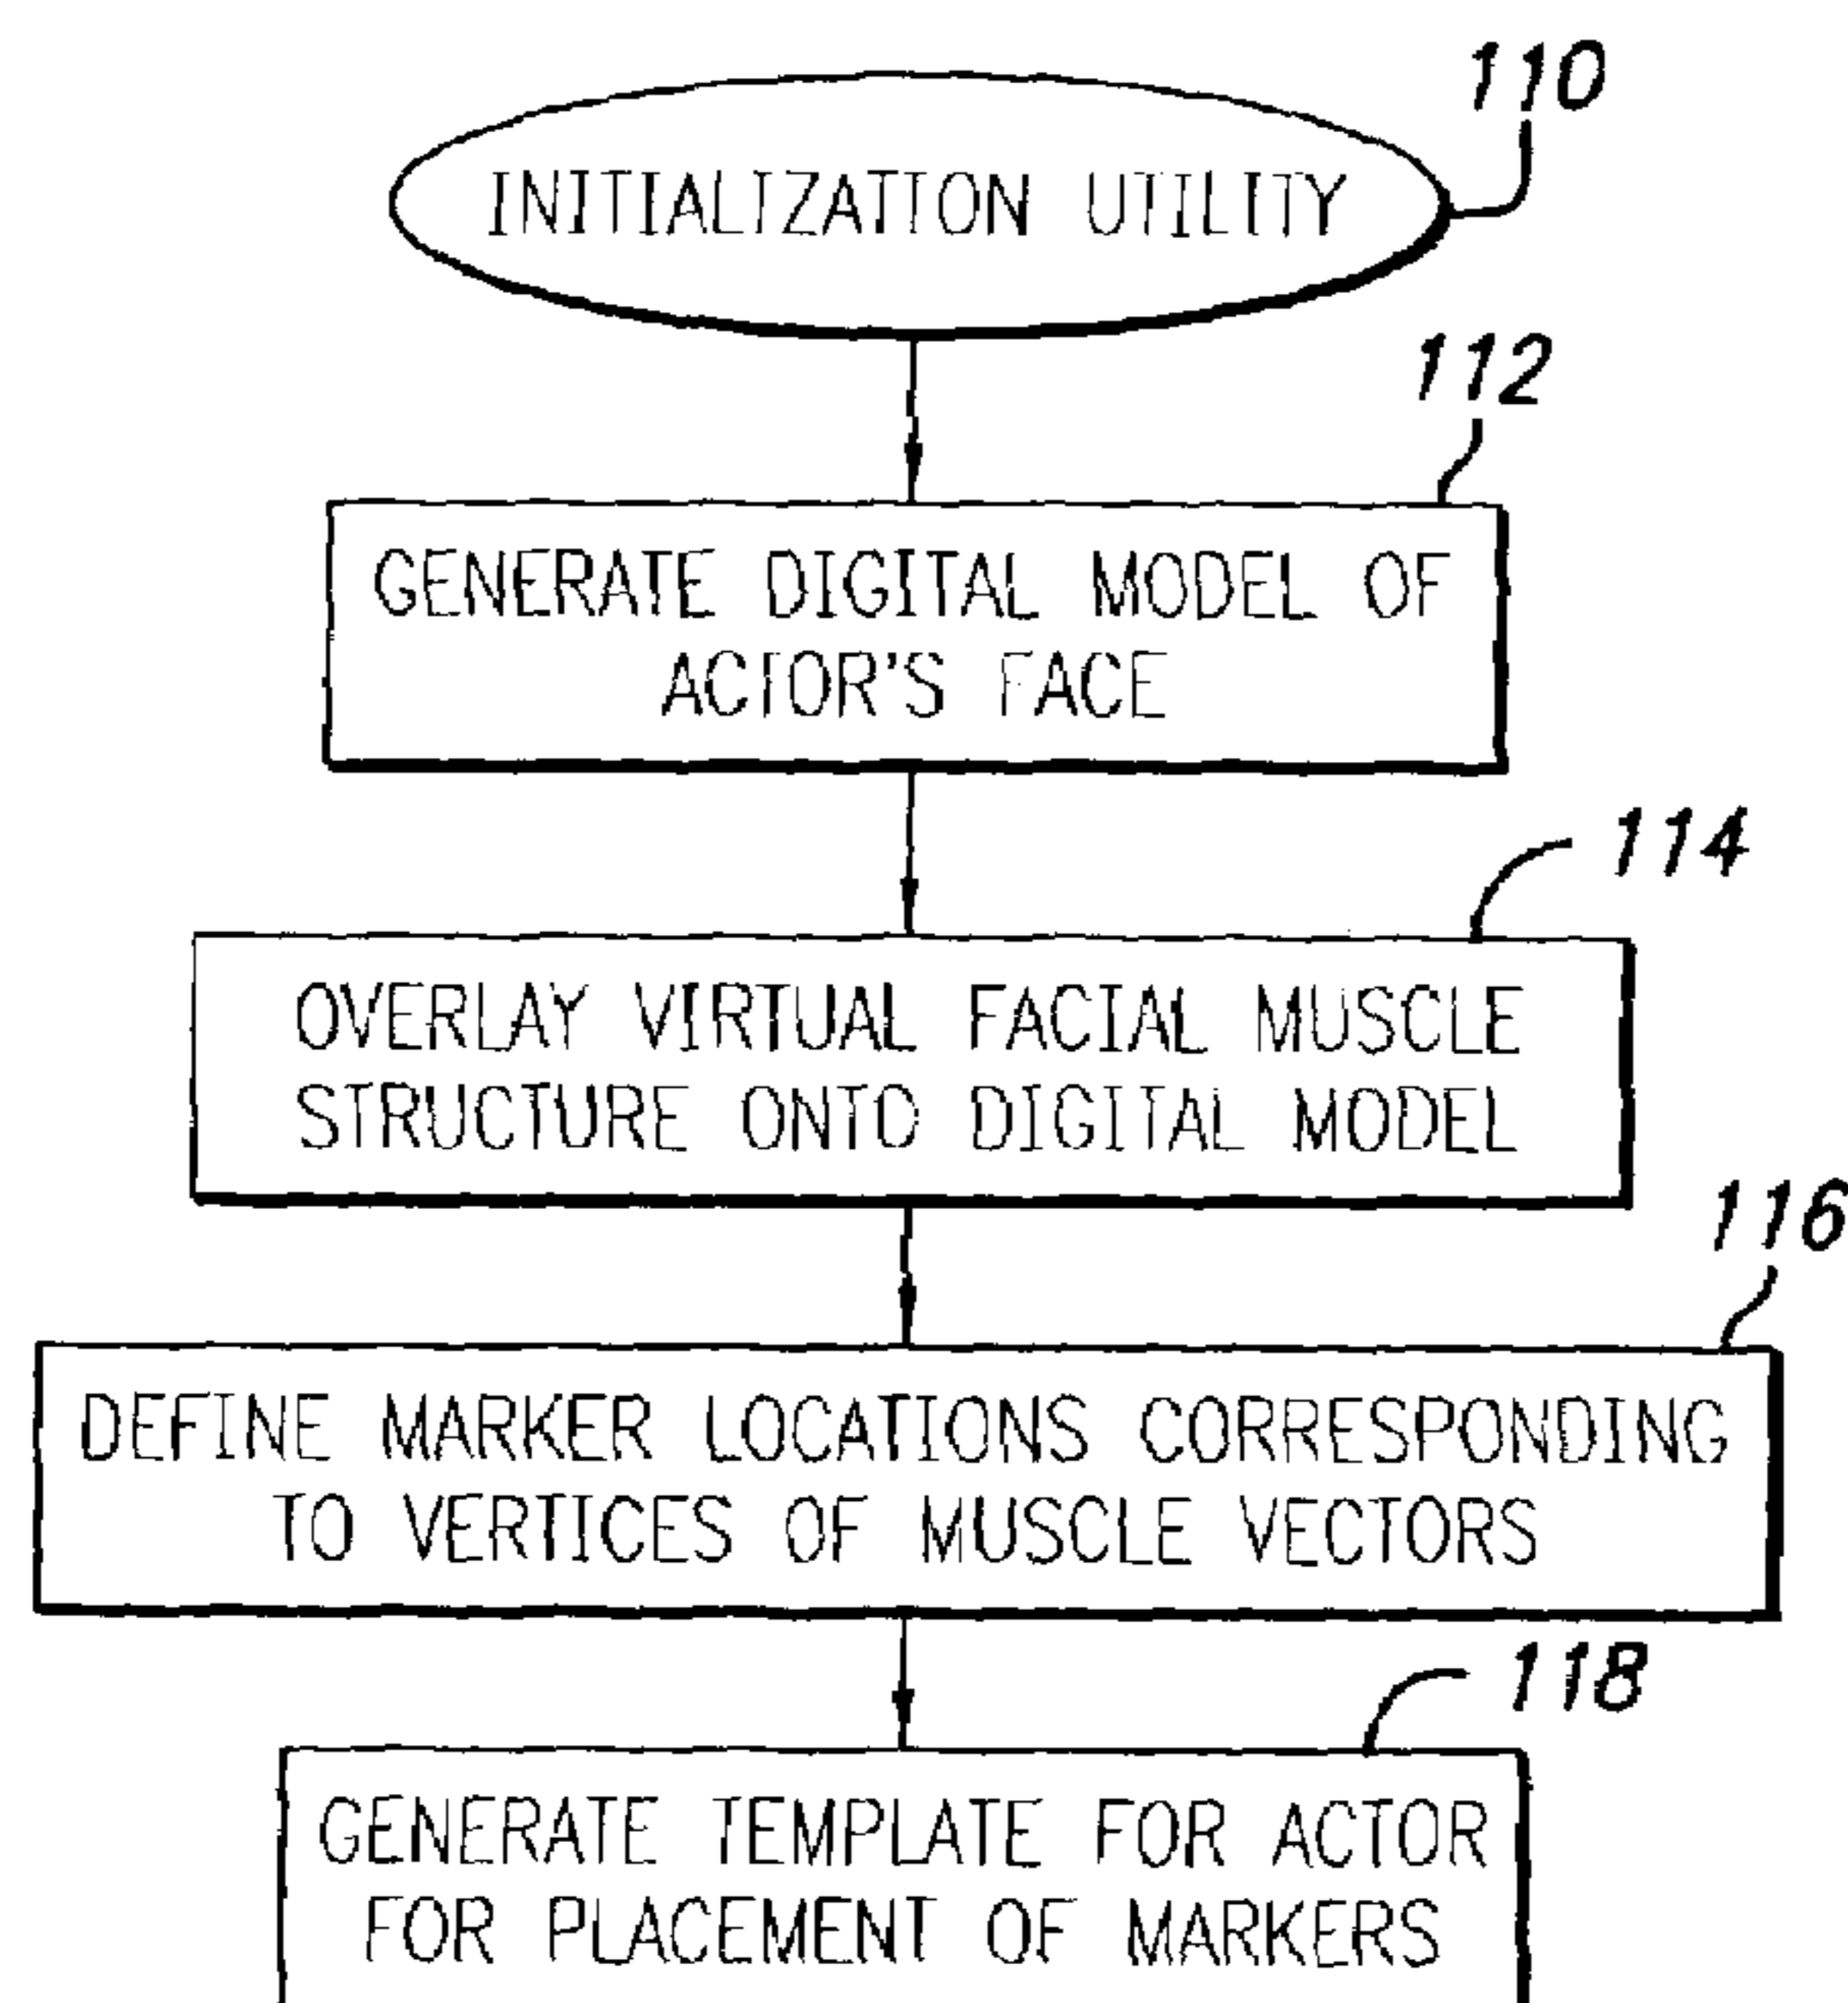 110
INITIALIZATION UTILITY
112
GENERATE DIGITAL MODEL OF
ACTOR'S FACE
114
OVERLAY VIRTUAL FACIAL MUSCLE
STRUCTURE ONTO DIGITAL MODEL
116
DEFINE MARKER LOCATIONS CORRESPONDING
TO VERTICES OF MUSCLE VECTORS
118
GENERATE TEMPLATE FOR ACTOR
FOR PLACEMENT OF MARKERS